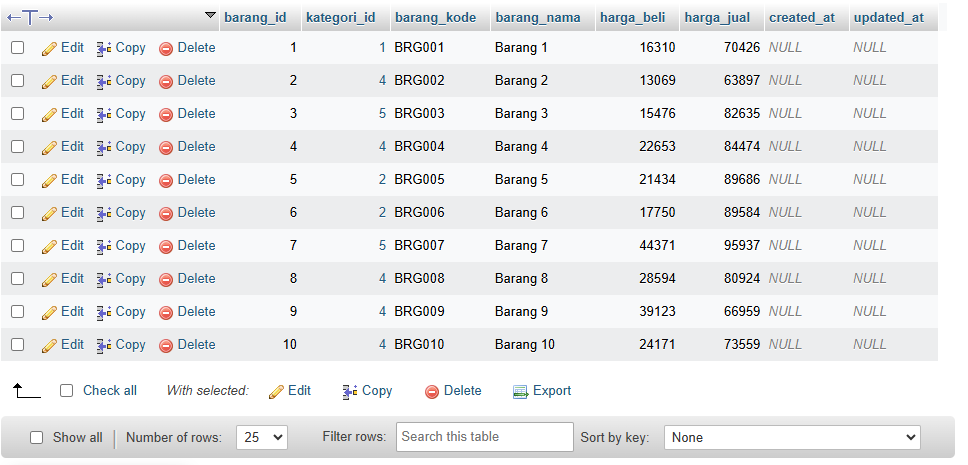 barang_id kategori_id barang_kode barang_nama harga_beli harga_jual created_at updated_at
Edit Copy Delete 1 1 BRG001 Barang 1 16310 70426 NULL NULL
Edit Copy Delete 2 4 BRG002 Barang 2 13069 63897 NULL NULL
Edit Copy Delete 3 5 BRG003 Barang 3 15476 82635 NULL NULL
Edit Copy Delete 4 4 BRG004 Barang 4 22653 84474 NULL NULL
Edit Copy Delete 5 2 BRG005 Barang 5 21434 89686 NULL NULL
Edit Copy Delete 6 2 BRG006 Barang 6 17750 89584 NULL NULL
Edit Copy Delete 7 5 BRG007 Barang 7 44371 95937 NULL NULL
Edit Copy Delete 8 4 BRG008 Barang 8 28594 80924 NULL NULL
Edit Copy Delete 9 4 BRG009 Barang 9 39123 66959 NULL NULL
Edit Copy Delete 10 4 BRG010 Barang 10 24171 73559 NULL NULL
Check all With selected: Edit Copy Delete Export
Show all Number of rows: 25 Filter rows: Search this table Sort by key: None